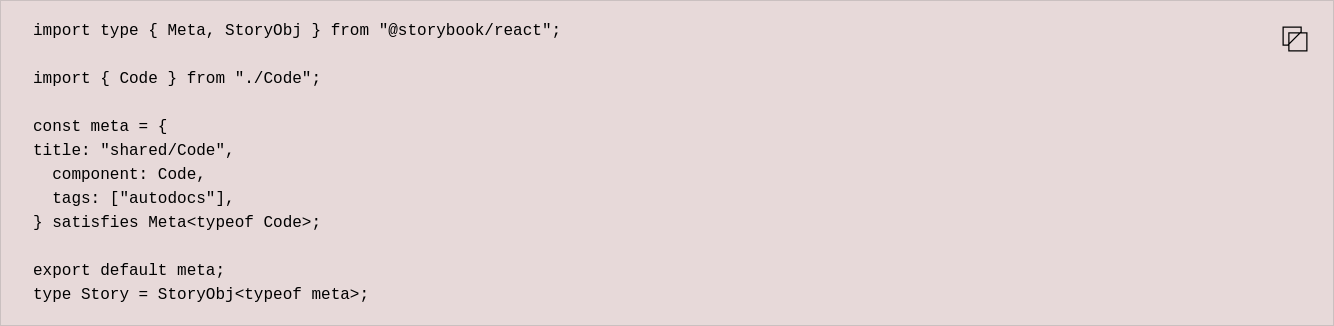 import type { Meta, StoryObj } from "@storybook/react";

import { Code } from "./Code";

const meta = {
title: "shared/Code",
  component: Code,
  tags: ["autodocs"],
} satisfies Meta<typeof Code>;

export default meta;
type Story = StoryObj<typeof meta>;